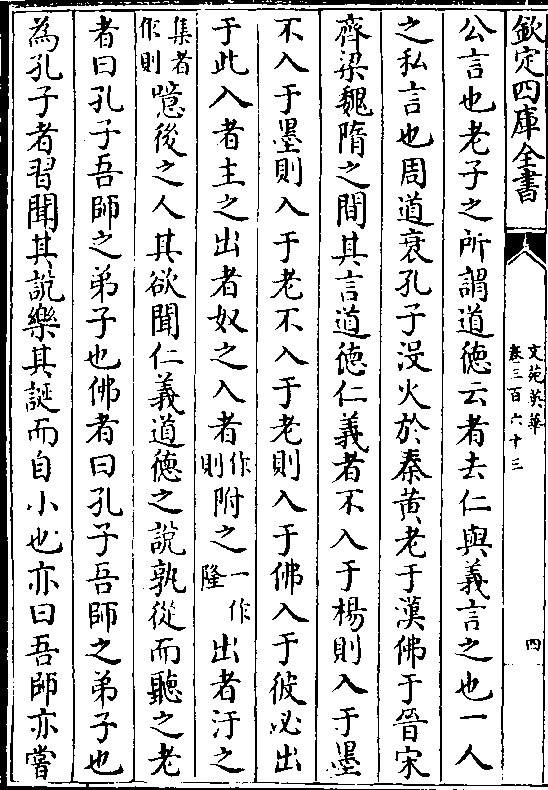 欽定四庫全書
文苑英華
卷三百六十三
四
公言也老子之所謂道徳云者去仁與義言之也一人
之私言也周道衰孔子沒火於秦黄老于漢佛于晉宋
齊梁魏隋之間其言道徳仁義者不入于楊則入于墨
不入于墨則入于老不入于老則入于佛入于彼必出
于此入者主之出者奴之入者作則附之一作隆出者汙之
集者作則噫後之人其欲聞仁義道徳之說孰從而聽之老
者曰孔子吾師之弟子也佛者曰孔子吾師之弟子也
為孔子者習聞其說樂其誕而自小也亦曰吾師亦嘗